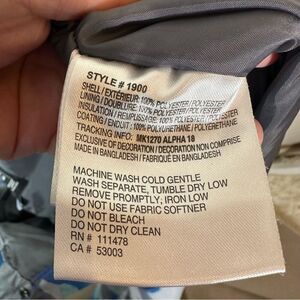 STYLE # 1900
SHELL / EXTÉRIEUR: 100% POLYESTER / POLYESTER
LINING / DOUBLURE: 100% POLYESTER / POLYESTER
INSULATION / REMPLISSAGE: 100% POLYESTER / POLYESTER
COATING / ENDUIT: 100% POLYURETHANE / POLYURETHANE
TRACKING INFO: MK1270 ALPHA 18
EXCLUSIVE OF DECORATION / DECORATION NON COMPRISE
MADE IN BANGLADESH / FABRIQUÉ EN BANGLADESH
MACHINE WASH COLD GENTLE
WASH SEPARATE, TUMBLE DRY LOW
REMOVE PROMPTLY; IRON LOW
DO NOT USE FABRIC SOFTNER
DO NOT BLEACH
DO NOT DRY CLEAN
RN # 111478
CA # 53003